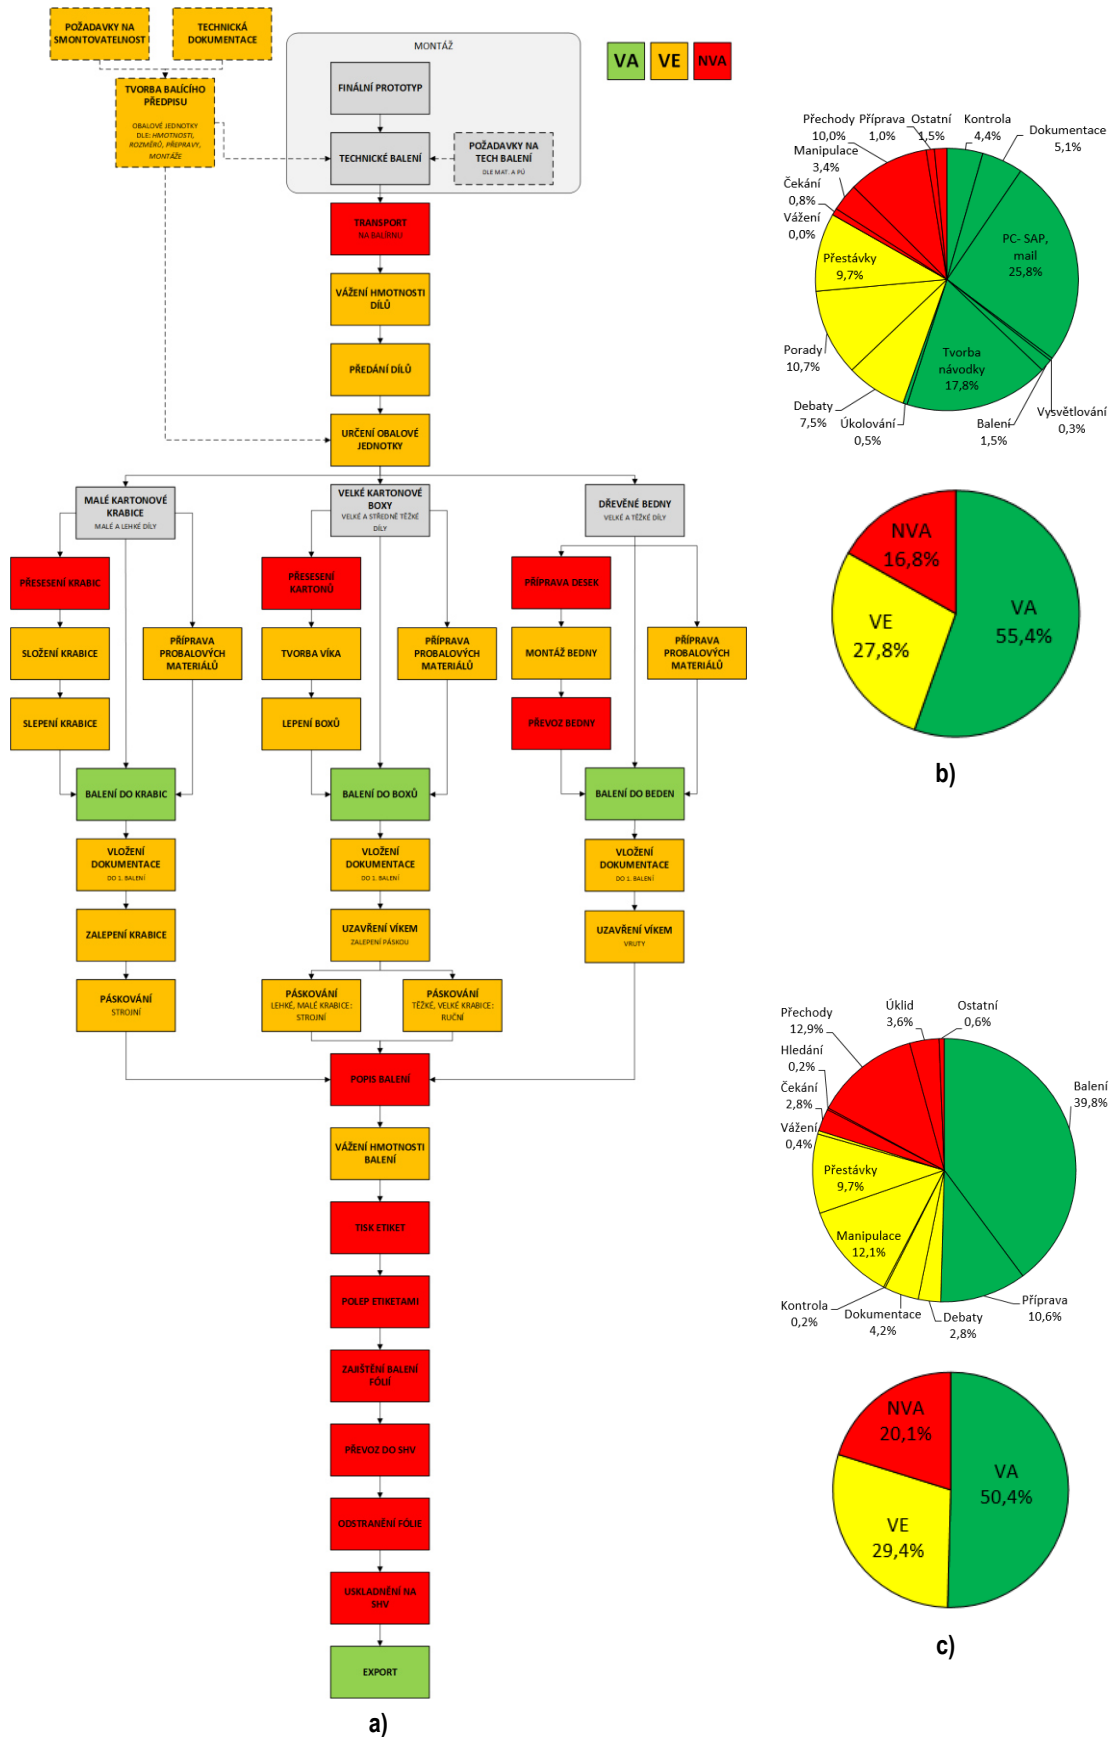 POŽADAVKY NA
SMONTOVATELNOST
TECHNICKÁ
DOKUMENTACE
TVORBA BALÍCÍHO
PŘEDPISU
OBALOVÉ JEDNOTKY
DLE: HMOTNOSTI,
ROZMĚRŮ, PŘEPRAVY,
MONTÁŽE
MONTÁŽ
FINÁLNÍ PROTOTYP
TECHNICKÉ BALENÍ
POŽADAVKY NA
TECH BALENÍ
DLE MAT. A PÚ
VA
VE
NVA
TRANSPORT
NA BALÍRNU
VÁŽENÍ HMOTNOSTI
DÍLŮ
PŘEDÁNÍ DÍLŮ
URČENÍ OBALOVÉ
JEDNOTKY
MALÉ KARTONOVÉ
KRABICE
MALÉ A LEHKÉ DÍLY
VELKÉ KARTONOVÉ
BOXY
VELKÉ A STŘEDNĚ TĚŽKÉ
DÍLY
DŘEVĚNÉ BEDNY
VELKÉ A TĚŽKÉ DÍLY
PŘESESENÍ KRABIC
SLOŽENÍ KRABICE
SLEPENÍ KRABICE
PŘÍPRAVA
PROBALOVÝCH
MATERIÁLŮ
PŘESESENÍ
KARTONŮ
TVORBA VÍKA
LEPENÍ BOXŮ
PŘÍPRAVA
PROBALOVÝCH
MATERIÁLŮ
PŘÍPRAVA DESEK
MONTÁŽ BEDNY
PŘEVOZ BEDNY
PŘÍPRAVA
PROBALOVÝCH
MATERIÁLŮ
BALENÍ DO KRABIC
BALENÍ DO BOXŮ
BALENÍ DO BEDEN
VLOŽENÍ
DOKUMENTACE
DO 1. BALENÍ
VLOŽENÍ
DOKUMENTACE
DO 1. BALENÍ
VLOŽENÍ
DOKUMENTACE
DO 1. BALENÍ
ZALEPENÍ KRABICE
UZAVŘENÍ VÍKEM
ZALEPENÍ PÁSKOU
UZAVŘENÍ VÍKEM
VRUTY
PÁSKOVÁNÍ
STROJNÍ
PÁSKOVÁNÍ
LEHKÉ, MALÉ KRABICE:
STROJNÍ
PÁSKOVÁNÍ
TĚŽKÉ, VELKÉ KRABICE:
RUČNÍ
POPIS BALENÍ
VÁŽENÍ HMOTNOSTI
BALENÍ
TISK ETIKET
POLEP ETIKETAMI
ZAJIŠTĚNÍ BALENÍ
FÓLIÍ
PŘEVOZ DO SHV
ODSTRANĚNÍ FÓLIE
USKLADNĚNÍ NA
SHV
EXPORT
a)
Přechody
10,0%
Příprava
1,0%
Ostatní
1,5%
Kontrola
4,4%
Dokumentace
5,1%
Manipulace
3,4%
Čekání
0,8%
Vážení
0,0%
PC- SAP,
mail
25,8%
Přestávky
9,7%
Porady
10,7%
Tvorba
návodky
17,8%
Debaty
7,5%
Úkolování
0,5%
Balení
1,5%
Vysvětlování
0,3%
NVA
16,8%
VA
55,4%
VE
27,8%
b)
Přechody
12,9%
Úklid
3,6%
Ostatní
0,6%
Hledání
0,2%
Čekání
2,8%
Vážení
0,4%
Balení
39,8%
Přestávky
9,7%
Manipulace
12,1%
Kontrola
0,2%
Dokumentace
4,2%
Debaty
2,8%
Příprava
10,6%
NVA
20,1%
VA
50,4%
VE
29,4%
c)